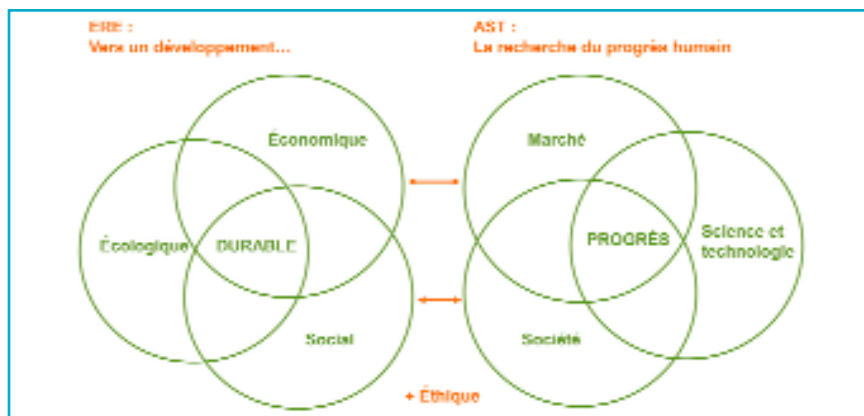 ERE :
Vers un développement...
AST :
La recherche du progrès humain
Économique
Marché
Écologique
DURABLE
PROGRÈS
Science et
technologie
Social
Société
+ Éthique